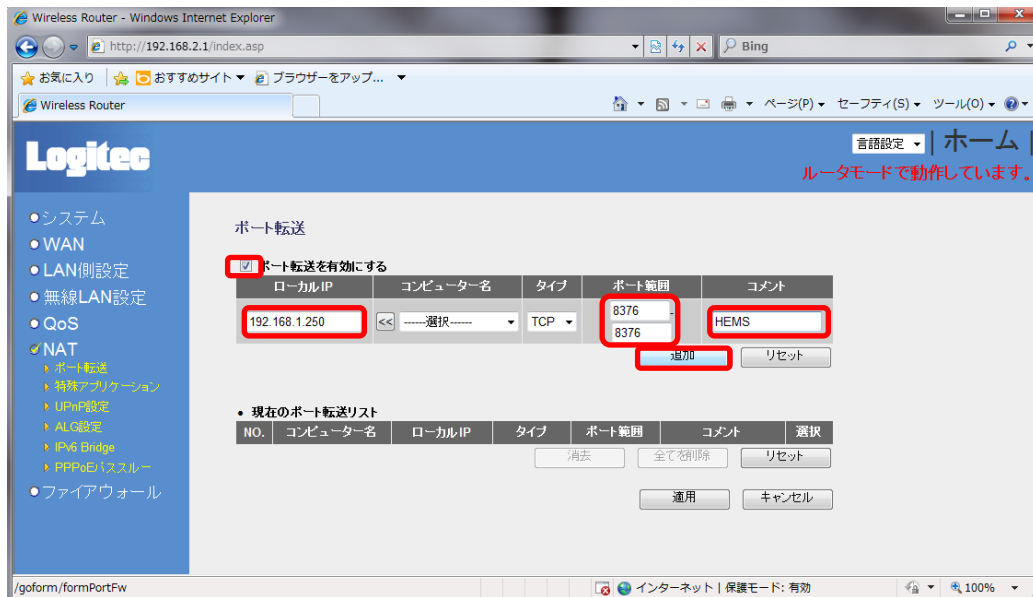 Wireless Router - Windows Internet Explorer
http://192.168.2.1/index.asp
Bing
お気に入り
おすすめサイト ▼
ブラウザーをアップ... ▼
Wireless Router
ページ(P) ▼ セーフティ(S) ▼ ツール(O) ▼
Logitec
言語設定 | ホーム |
ルータモードで動作しています。
システム
WAN
LAN側設定
無線LAN設定
QoS
NAT
ポート転送
特殊アプリケーション
UPnP設定
ALG設定
IPv6 Bridge
PPPoEパススルー
ファイアウォール
ポート転送
ポート転送を有効にする
ローカルIP コンピューター名 タイプ ポート範囲 コメント
192.168.1.250 << ------選択------ TCP 8376 - HEMS
8376
追加 リセット
• 現在のポート転送リスト
NO. コンピューター名 ローカルIP タイプ ポート範囲 コメント 選択
消去 全てを削除 リセット
適用 キャンセル
/goform/formPortFw
インターネット | 保護モード: 有効
100%